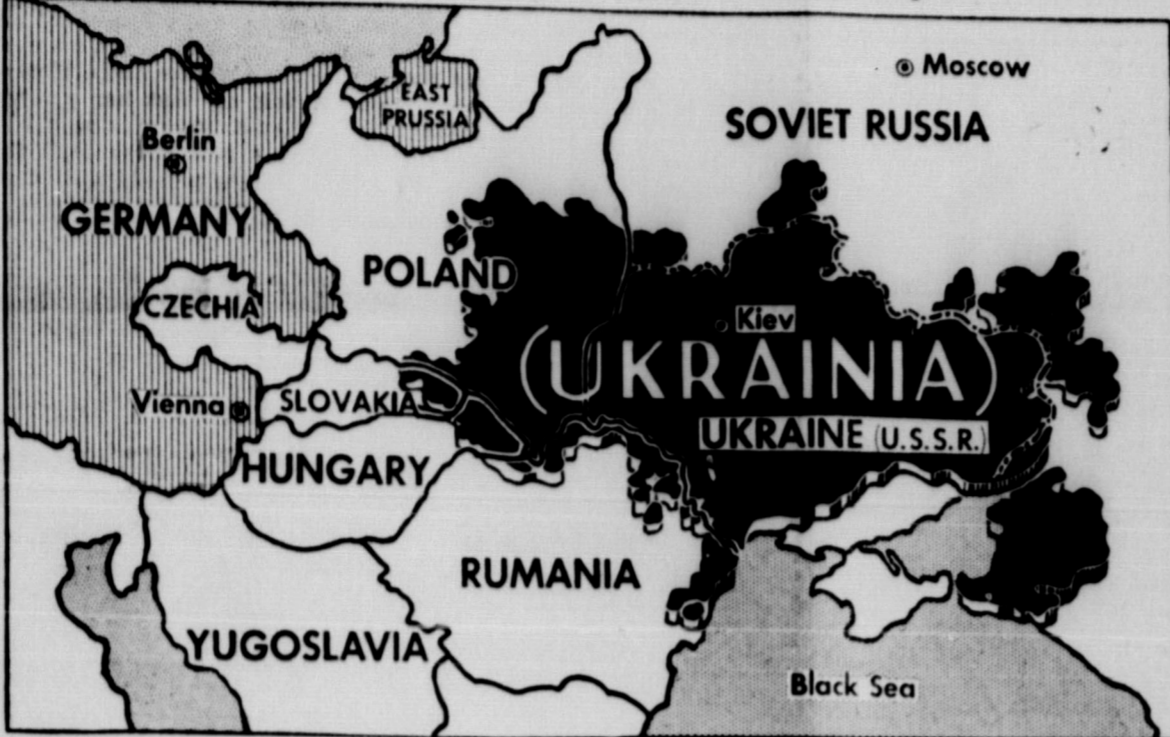 Moscow
EAST
PRUSSIA
SOVIET RUSSIA
Berlin
GERMANY
POLAND
CZECHIA
Kiev
(UKRAINIA)
Vienna
SLOVAKIA
UKRAINE (U.S.S.R.)
HUNGARY
RUMANIA
YUGOSLAVIA
Black Sea